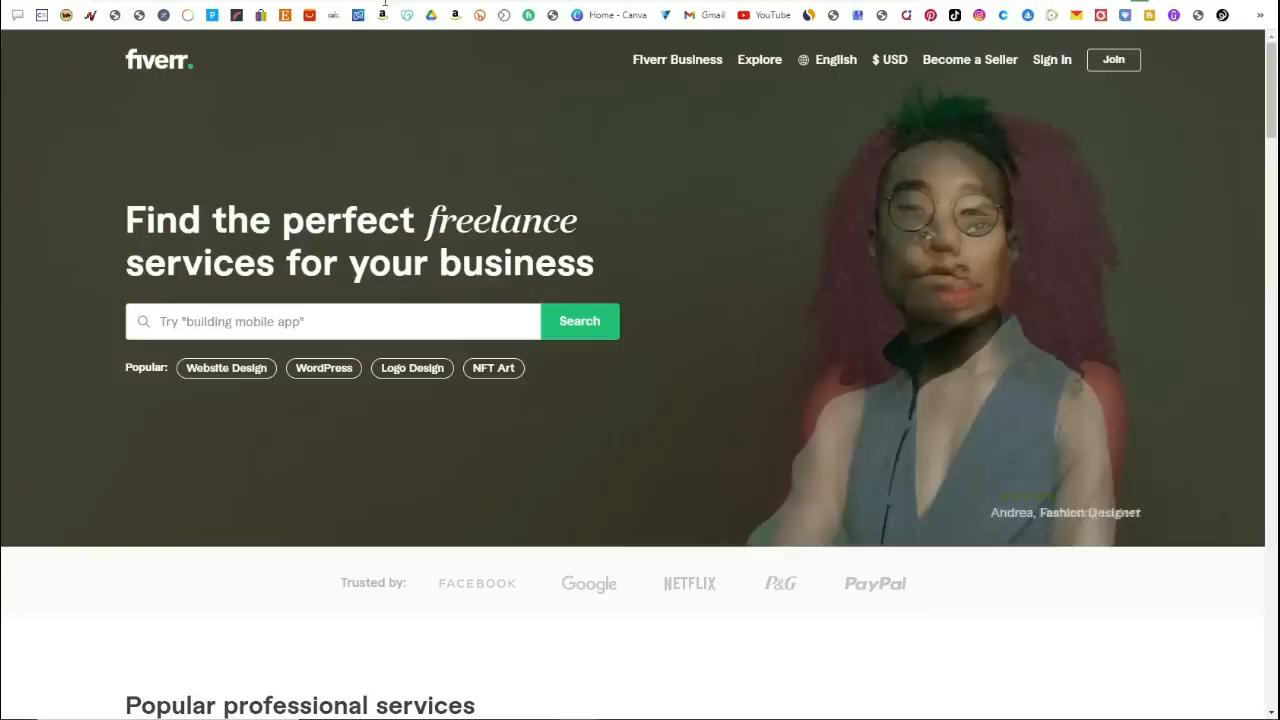 Home - Canva
Gmail
YouTube
»
fiverr.
Fiverr Business
Explore
English
$ USD
Become a Seller
Sign in
Join
Find the perfect freelance
services for your business
Try "building mobile app"
Search
Popular:
Website Design
WordPress
Logo Design
NFT Art
Andrea, Fashion Designer
Trusted by:
FACEBOOK
Google
NETFLIX
P&G
PayPal
Popular professional services